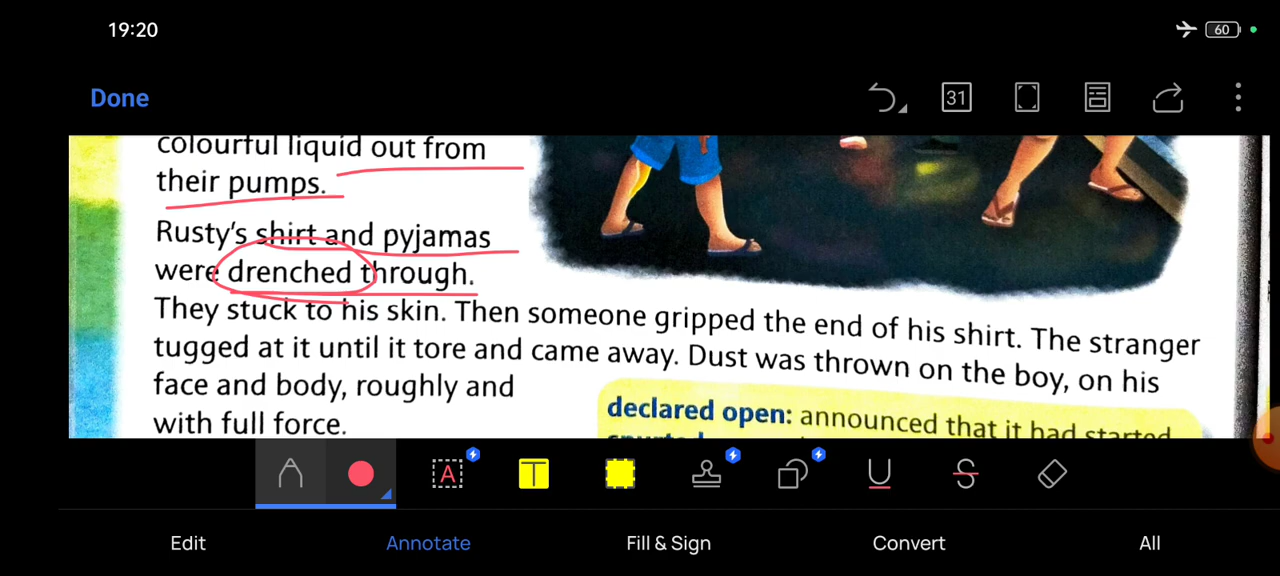 19:20
60
Done
31
colourful liquid out from
their pumps.
Rusty's shirt and pyjamas
were drenched through.
They stuck to his skin. Then someone gripped the end of his shirt. The stranger
tugged at it until it tore and came away. Dust was thrown on the boy, on his
face and body, roughly and
with full force.
declared open: announced that it had started
A
T
U
S
Edit
Annotate
Fill & Sign
Convert
All